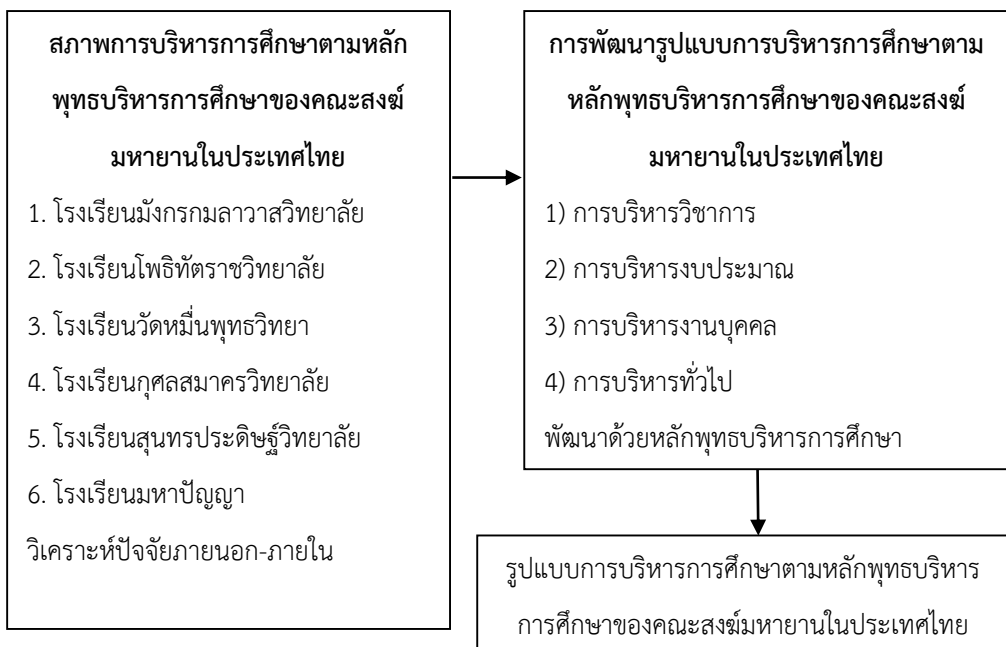 สภาพการบริหารการศึกษาตามหลัก
พุทธบริหารการศึกษาของคณะสงฆ์
มหายานในประเทศไทย
1. โรงเรียนมังกรกมลาวาสวิทยาลัย
2. โรงเรียนโพธิทัตราชวิทยาลัย
3. โรงเรียนวัดหมื่นพุทธวิทยา
4. โรงเรียนกุศลสมาครวิทยาลัย
5. โรงเรียนสุนทรประดิษฐ์วิทยาลัย
6. โรงเรียนมหาปัญญา
วิเคราะห์ปัจจัยภายนอก-ภายใน
การพัฒนารูปแบบการบริหารการศึกษาตาม
หลักพุทธบริหารการศึกษาของคณะสงฆ์
มหายานในประเทศไทย
1) การบริหารวิชาการ
2) การบริหารงบประมาณ
3) การบริหารงานบุคคล
4) การบริหารทั่วไป
พัฒนาด้วยหลักพุทธบริหารการศึกษา
รูปแบบการบริหารการศึกษาตามหลักพุทธบริหาร
การศึกษาของคณะสงฆ์มหายานในประเทศไทย